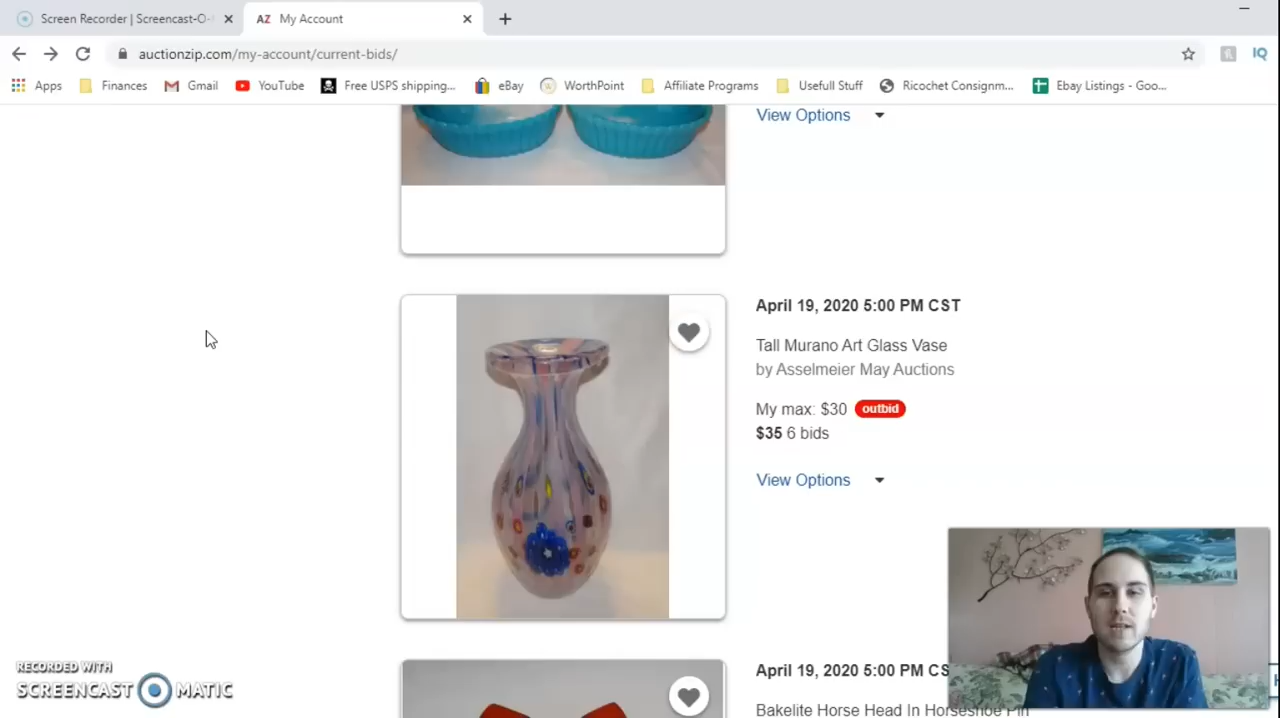 Screen Recorder | Screencast-O-
AZ My Account
auctionzip.com/my-account/current-bids/
IQ
Apps Finances Gmail YouTube Free USPS shipping... eBay WorthPoint Affiliate Programs Usefull Stuff Ricochet Consignm... Ebay Listings - Goo...
View Options
April 19, 2020 5:00 PM CST
Tall Murano Art Glass Vase
by Asselmeier May Auctions
My max: $30 outbid
$35 6 bids
View Options
April 19, 2020 5:00 PM CS
Bakelite Horse Head In Horseshoe Pin
RECORDED WITH
SCREENCAST MATIC